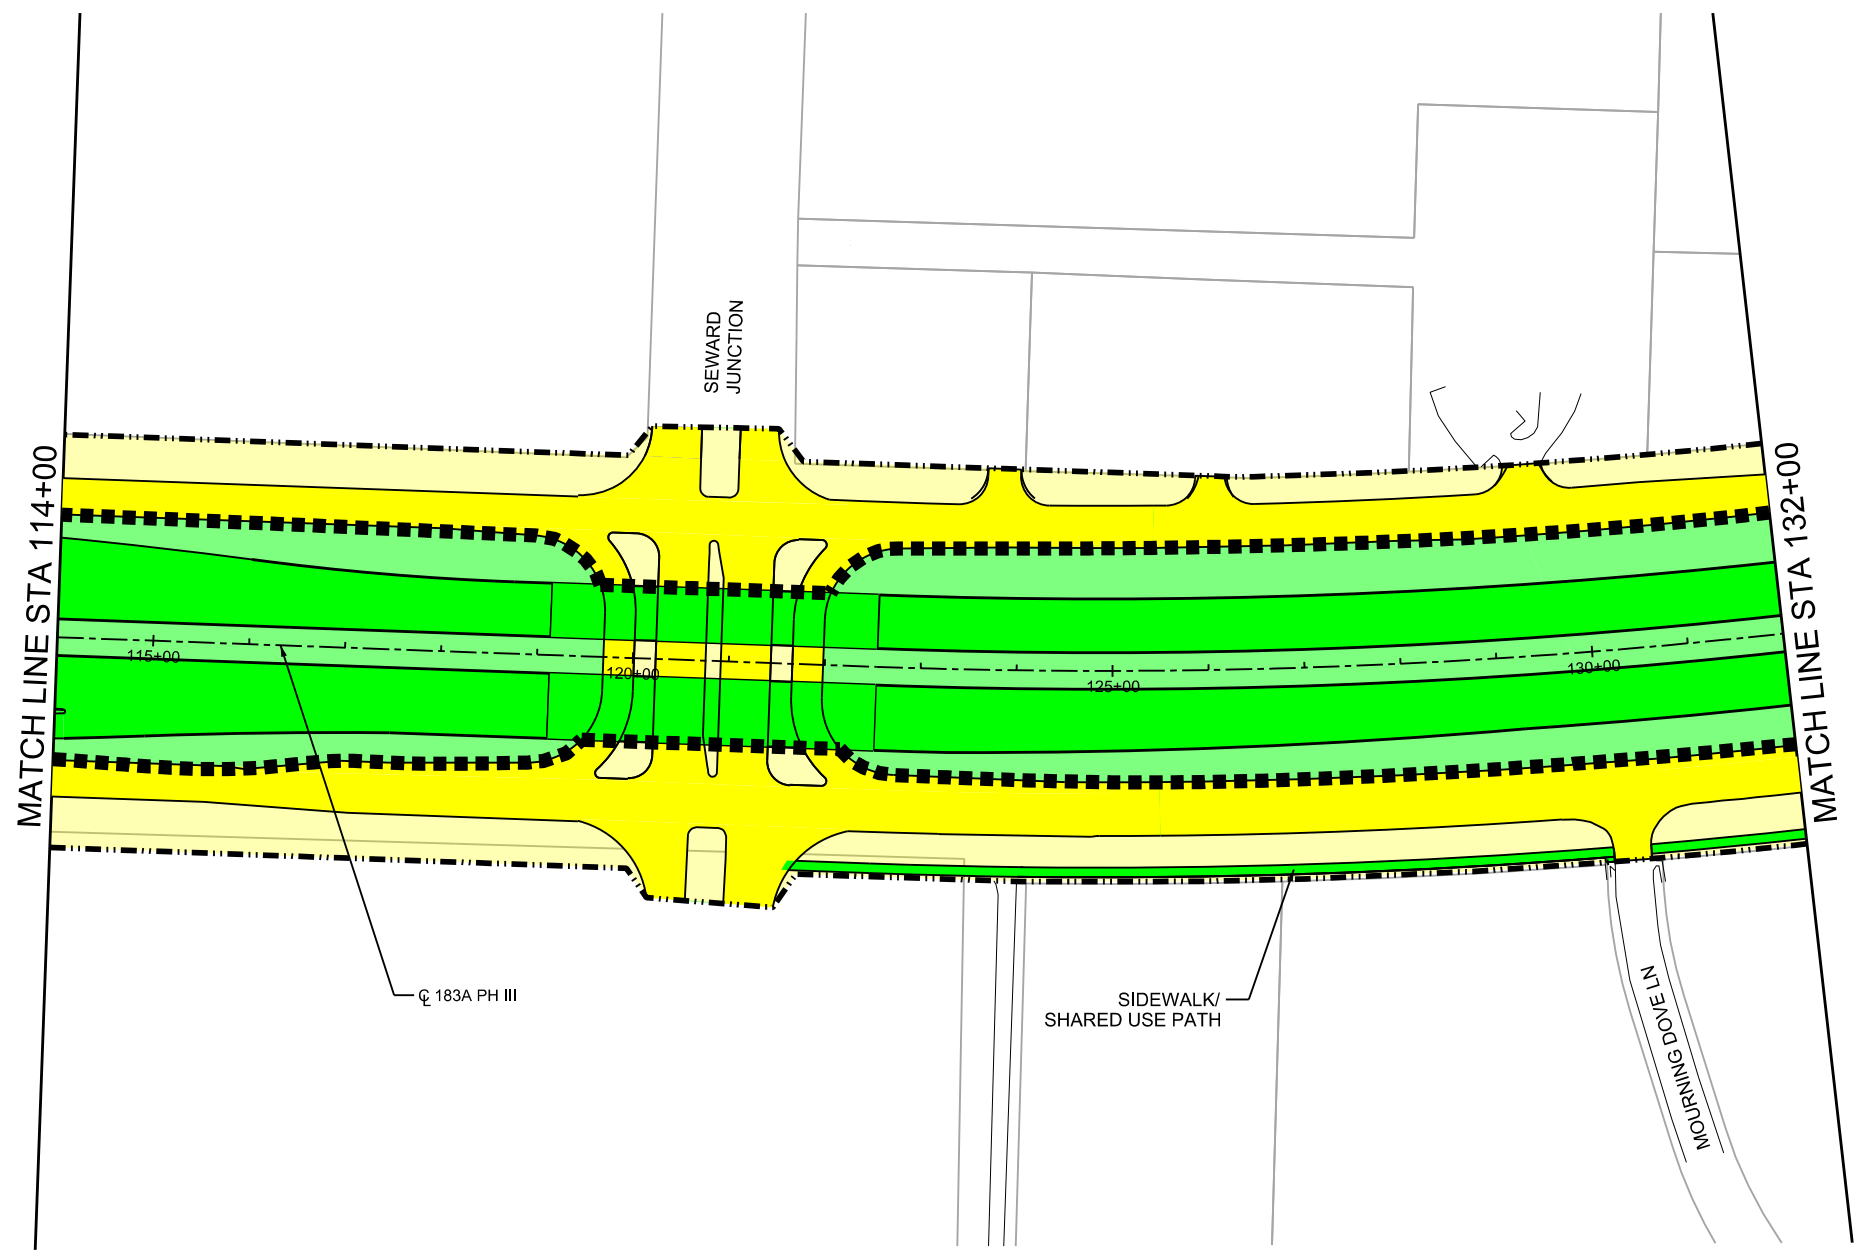 SEWARD
JUNCTION
MATCH LINE STA 114+00
MATCH LINE STA 132+00
115+00
120+00
125+00
130+00
℄ 183A PH III
SIDEWALK/
SHARED USE PATH
MOURNING DOVE LN